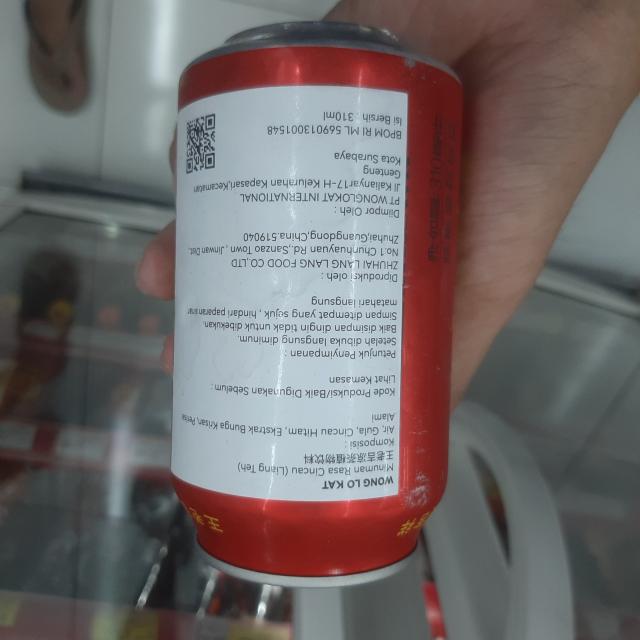 WONG LO KAT
Minuman Rasa Cincau (Liang Teh)
王老吉凉茶植物饮料
Komposisi :
Air, Gula, Cincau Hitam, Ekstrak Bunga Krisan, Perisa
Alami
Kode Produksi/Baik Digunakan Sebelum :
Lihat Kemasan
Petunjuk Penyimpanan :
Setelah dibuka langsung diminum.
Baik disimpan dingin tidak untuk dibekukan.
Simpan ditempat yang sejuk , hindari paparan sinar
matahari langsung
Diproduksi oleh :
ZHUHAI LANG LANG FOOD CO.,LTD
No.1 Chunhuayuan Rd.,Sanzao Town , Jinwan Dist.,
Zhuhai,Guangdong,China.519040
Diimpor Oleh :
PT WONGLOKAT INTERNATIONAL
Jl Kalianyar17-H Kelurahan Kapasari,Kecamatan
Genteng
Kota Surabaya
BPOM RI ML 569013001548
Isi Bersih : 310ml
王老